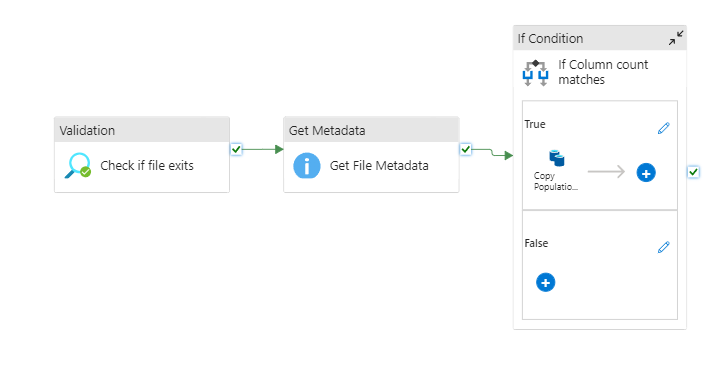 If Condition
If Column count
matches
Validation
Get Metadata
True
Check if file exits
Get File Metadata
Copy
Populatio...
False